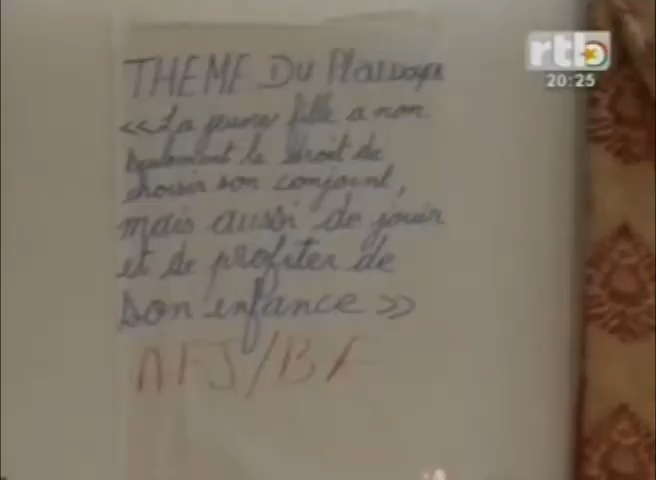 rtb
20:25
THEME DU Plaidoyer
<<La jeune fille a non
seulement le droit de
choisir son conjoint,
mais aussi de jouir
et de profiter de
son enfance>>
AFJ/BF